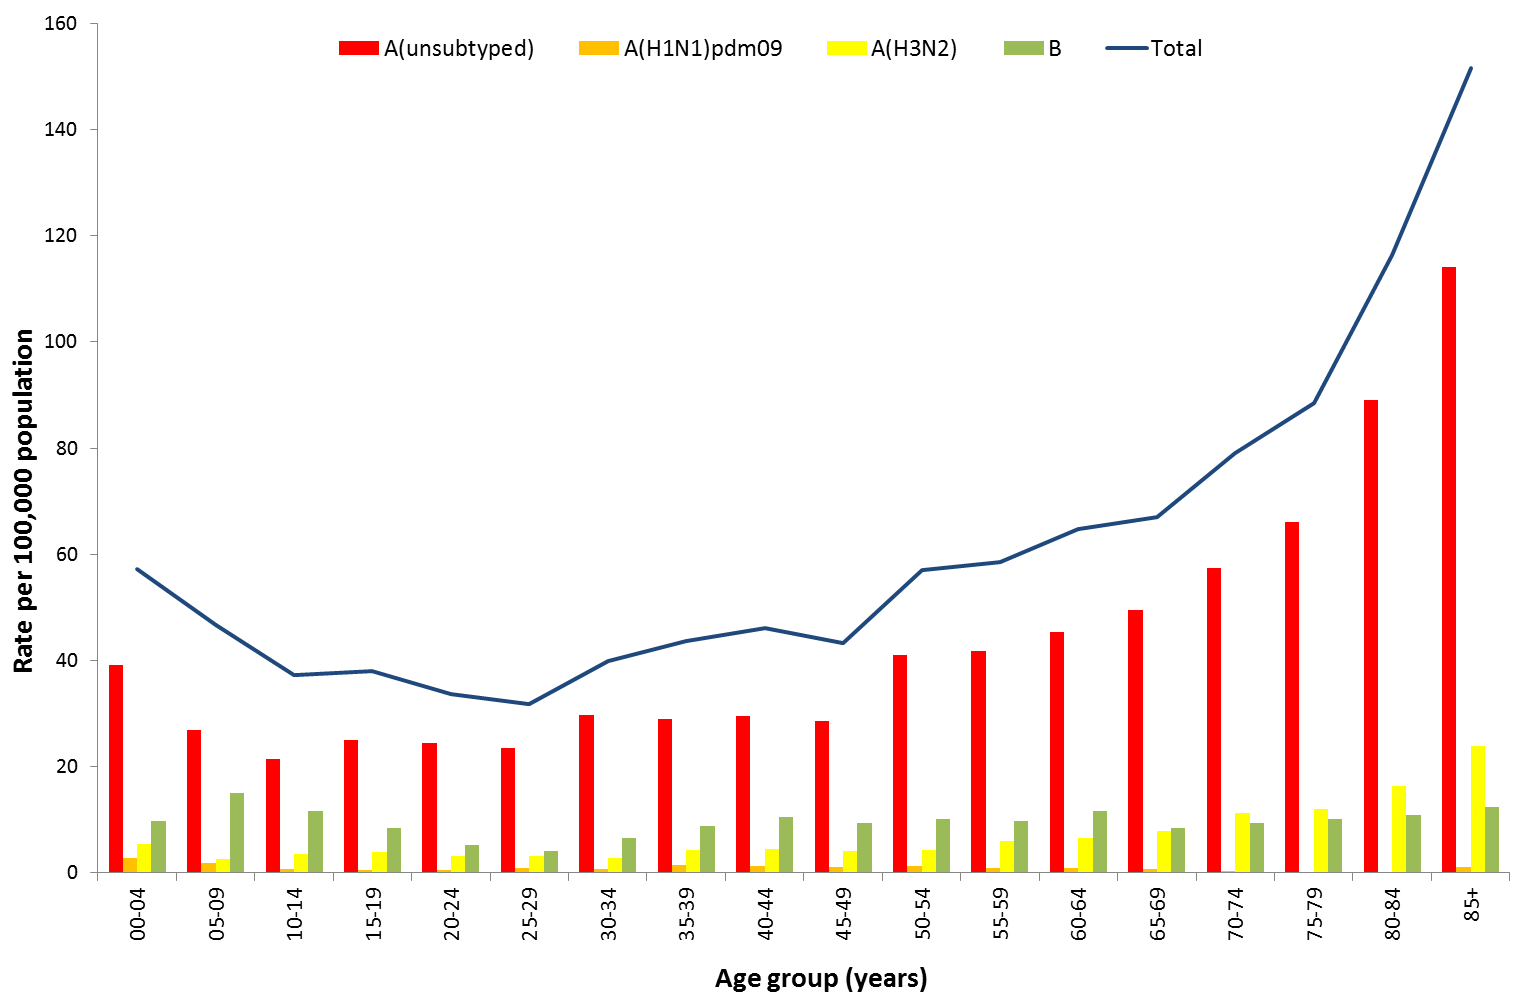 160
A(unsubtyped) A(H1N1)pdm09 A(H3N2) B Total
140
120
100
80
60
40
20
0
Rate per 100,000 population
00-04 05-09 10-14 15-19 20-24 25-29 30-34 35-39 40-44 45-49 50-54 55-59 60-64 65-69 70-74 75-79 80-84 85+
Age group (years)